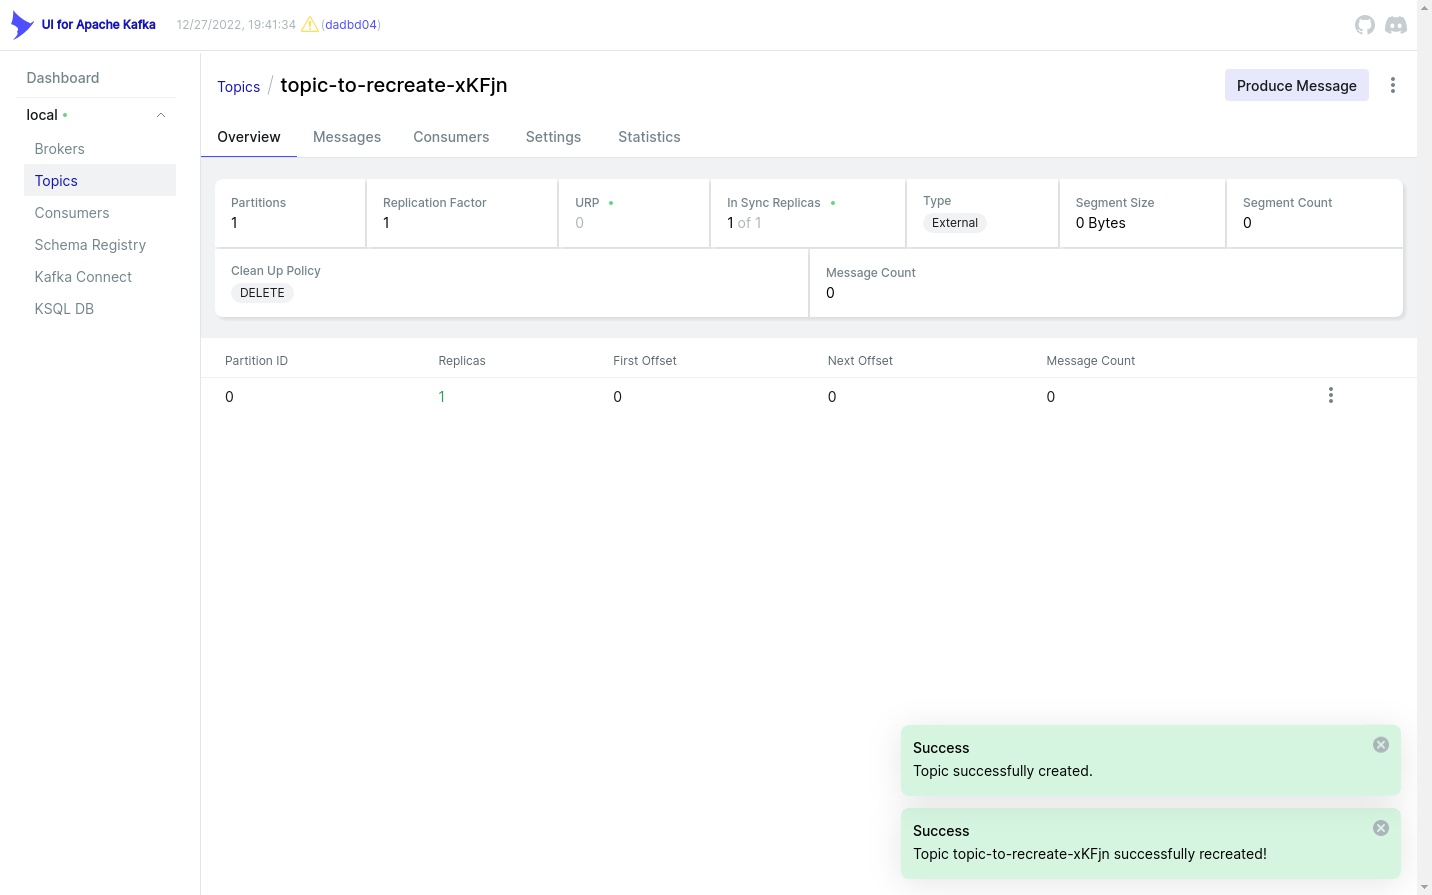 UI for Apache Kafka 12/27/2022, 19:41:34 (dadbd04)
Dashboard
local
Brokers
Topics
Consumers
Schema Registry
Kafka Connect
KSQL DB
Topics / topic-to-recreate-xKFjn
Produce Message
Overview Messages Consumers Settings Statistics
Partitions Replication Factor URP In Sync Replicas Type Segment Size Segment Count
1 1 0 1 of 1 External 0 Bytes 0
Clean Up Policy Message Count
DELETE 0
Partition ID Replicas First Offset Next Offset Message Count
0 1 0 0 0
Success
Topic successfully created.
Success
Topic topic-to-recreate-xKFjn successfully recreated!